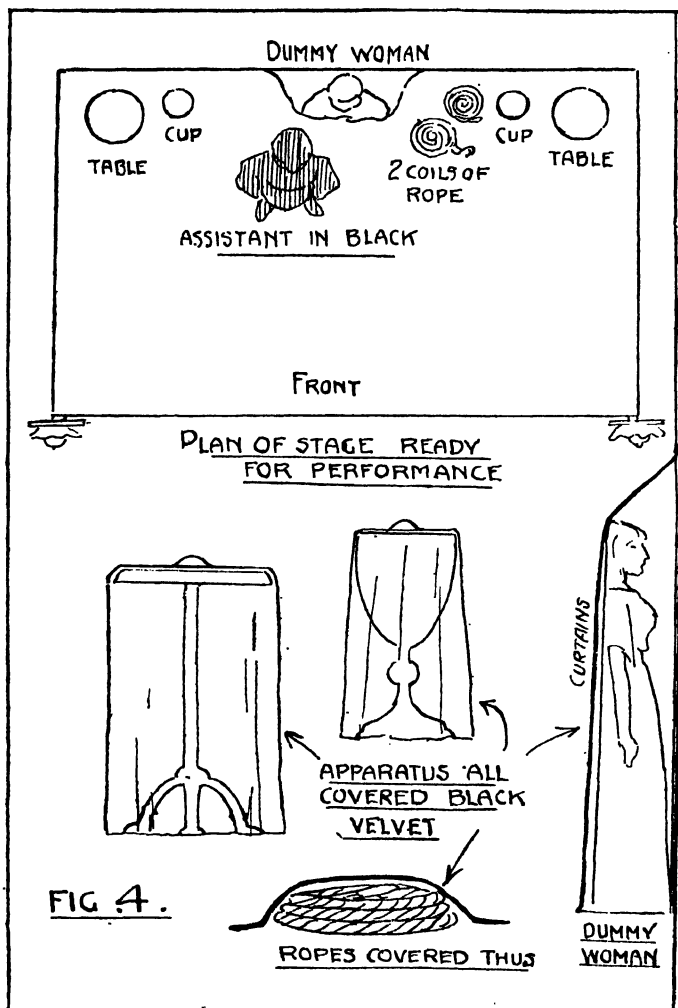 DUMMY WOMAN
TABLE
CUP
2 COILS OF
ROPE
CUP
TABLE
ASSISTANT IN BLACK
FRONT
PLAN OF STAGE READY
FOR PERFORMANCE
CURTAINS
APPARATUS ALL
COVERED BLACK
VELVET
FIG 4.
ROPES COVERED THUS
DUMMY
WOMAN